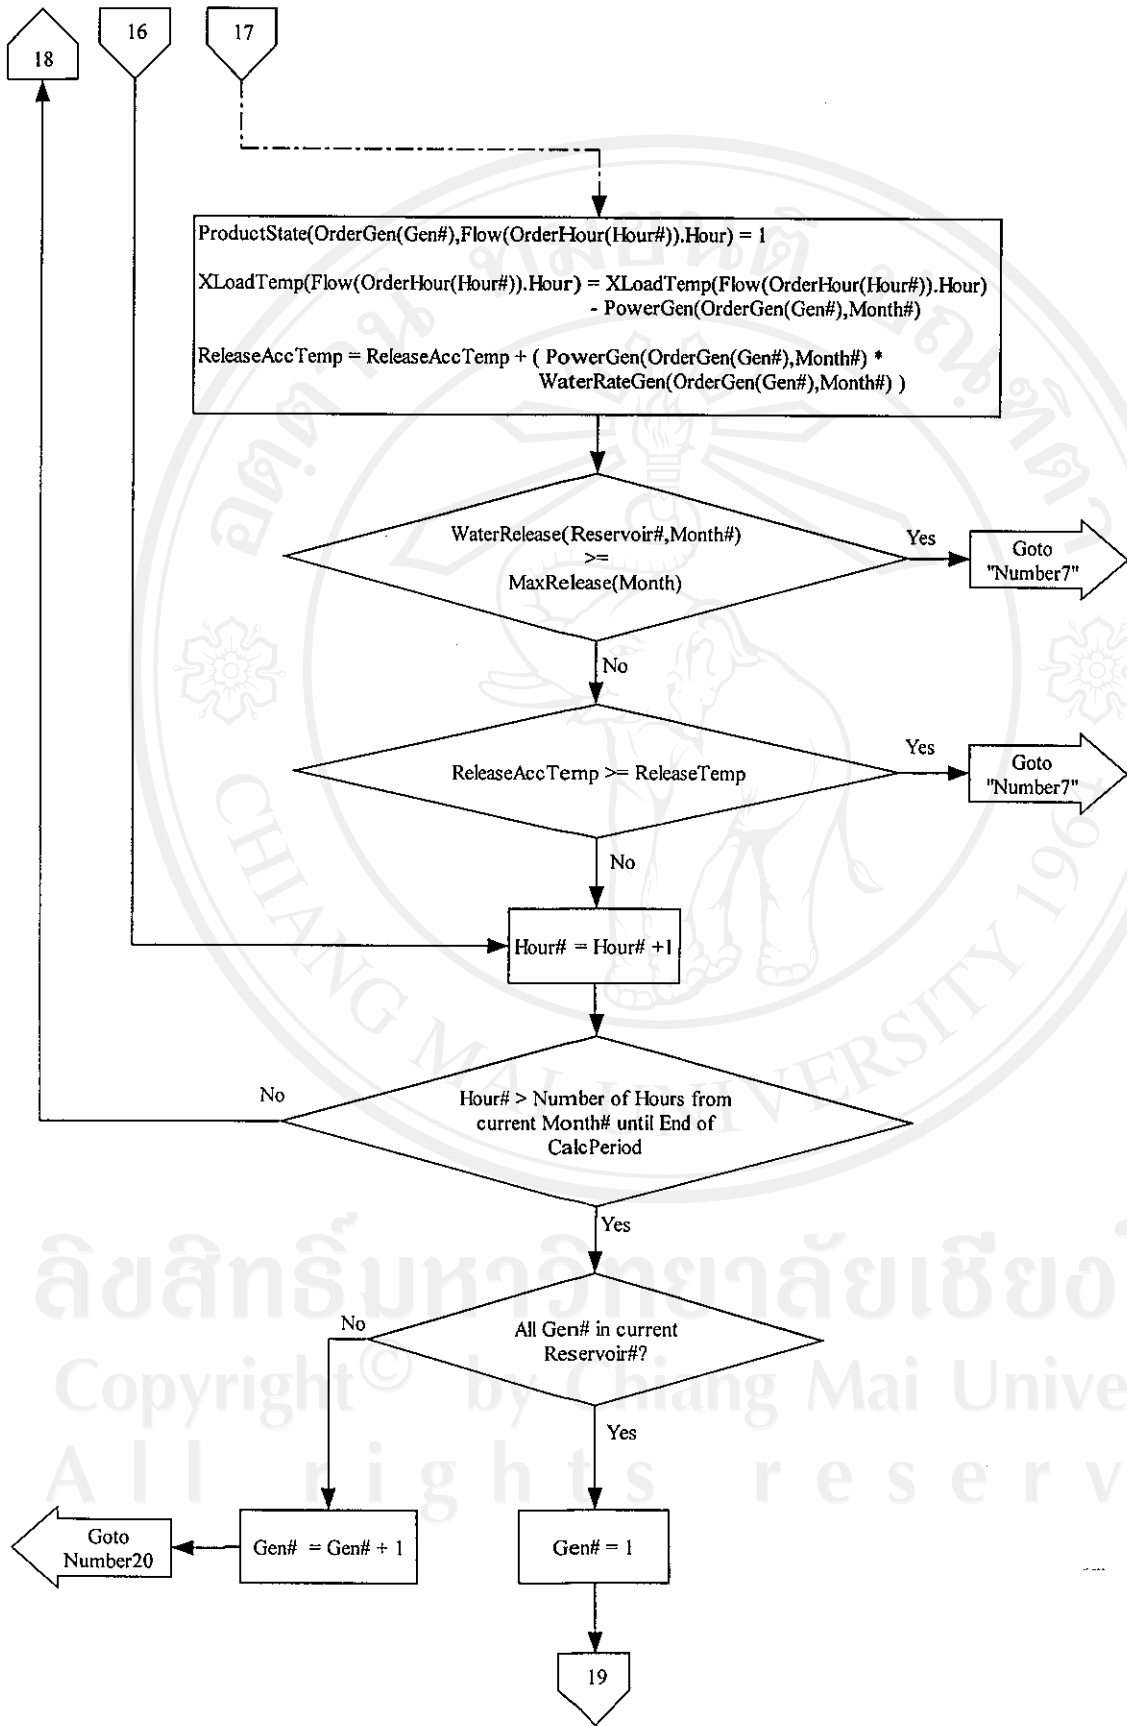 18
16
17
ProductState(OrderGen(Gen#),Flow(OrderHour(Hour#)).Hour) = 1
XLoadTemp(Flow(OrderHour(Hour#)).Hour) = XLoadTemp(Flow(OrderHour(Hour#)).Hour)
- PowerGen(OrderGen(Gen#),Month#)
ReleaseAccTemp = ReleaseAccTemp + ( PowerGen(OrderGen(Gen#),Month#) *
WaterRateGen(OrderGen(Gen#),Month#) )
WaterRelease(Reservoir#,Month#)
>=
MaxRelease(Month)
Yes
Goto
"Number7"
No
ReleaseAccTemp >= ReleaseTemp
Yes
Goto
"Number7"
No
Hour# = Hour# +1
No
Hour# > Number of Hours from
current Month# until End of
CalcPeriod
Yes
All Gen# in current
Reservoir#?
No
Yes
Goto
Number20
Gen# = Gen# + 1
Gen# = 1
19
CHIANG MAI UNIVERSITY 1964
ลิขสิทธิ์มหาวิทยาลัยเชียงใ
Copyright© by Chiang Mai Unive
All rights reserv